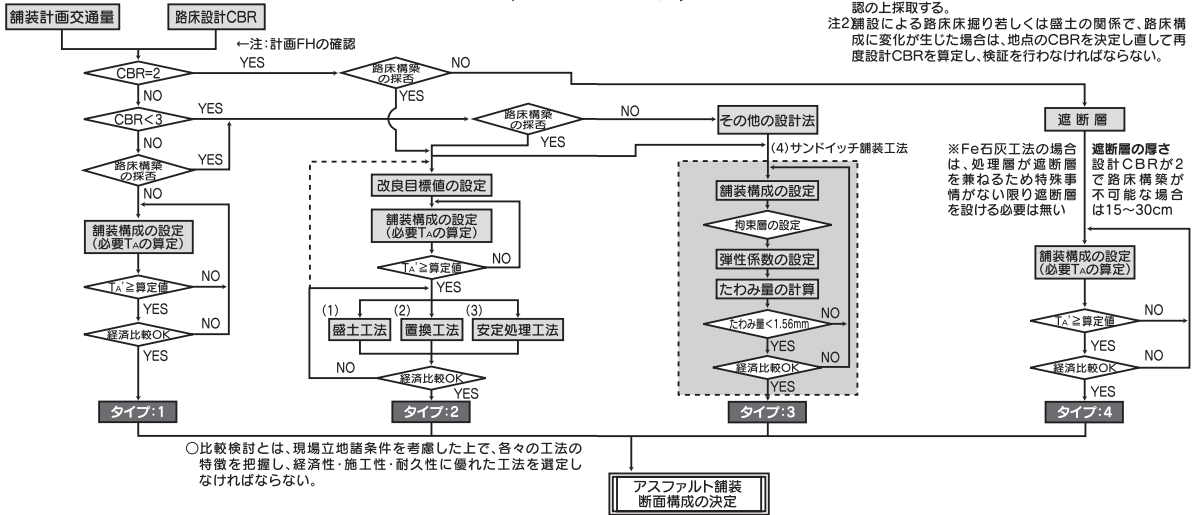 認の上採取する。
注2)舗設による路床床掘り若しくは盛土の関係で、路床構
成に変化が生じた場合は、地点のCBRを決定し直して再
度設計CBRを算定し、検証を行わなければならない。
舗装計画交通量
路床設計CBR
←注:計画FHの確認
CBR=2
YES
NO
路床構築
の採否
NO
YES
CBR<3
YES
NO
路床構築
の採否
NO
YES
その他の設計法
遮断層
路床構築
の採否
YES
NO
(4)サンドイッチ舗装工法
※Fe石灰工法の場合
は、処理層が遮断層
を兼ねるため特殊事
情がない限り遮断層
を設ける必要は無い
遮断層の厚さ
設計CBRが2
で路床構築が
不可能な場合
は15~30cm
舗装構成の設定
(必要TAの算定)
TA'≧算定値
NO
YES
経済比較OK
NO
YES
タイプ:1
改良目標値の設定
舗装構成の設定
(必要TAの算定)
TA'≧算定値
NO
YES
(1)
盛土工法
(2)
置換工法
(3)
安定処理工法
NO
経済比較OK
YES
タイプ:2
舗装構成の設定
拘束層の設定
弾性係数の設定
たわみ量の計算
たわみ量<1.56mm
NO
YES
経済比較OK
NO
YES
タイプ:3
舗装構成の設定
(必要TAの算定)
TA'≧算定値
NO
YES
経済比較OK
NO
YES
タイプ:4
○比較検討とは、現場立地諸条件を考慮した上で、各々の工法の
特徴を把握し、経済性・施工性・耐久性に優れた工法を選定し
なければならない。
アスファルト舗装
断面構成の決定